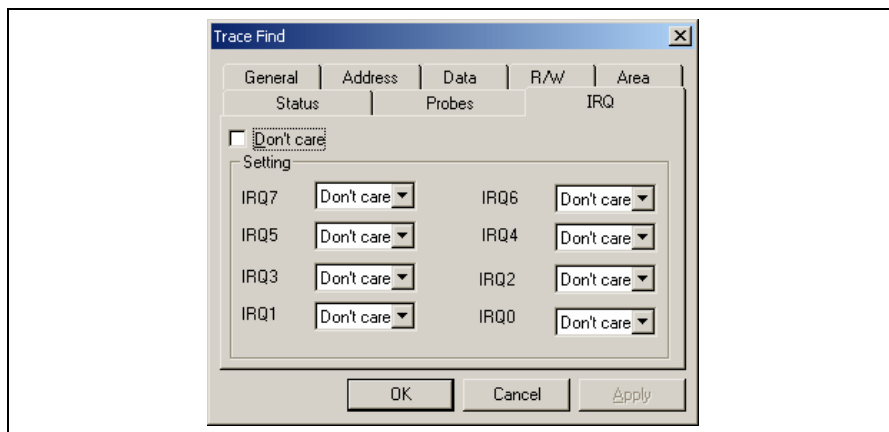 Trace Find
General Address Data R/W Area
Status Probes IRQ
Don't care
Setting
IRQ7 Don't care IRQ6 Don't care
IRQ5 Don't care IRQ4 Don't care
IRQ3 Don't care IRQ2 Don't care
IRQ1 Don't care IRQ0 Don't care
OK Cancel Apply